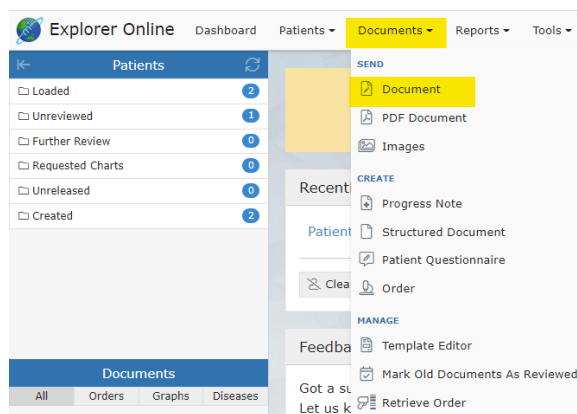 Explorer Online Dashboard Patients Documents Reports Tools
Patients
Loaded 2
Unreviewed 1
Further Review 0
Requested Charts 0
Unreleased 0
Created 2
Documents
All Orders Graphs Diseases
SEND
Document
PDF Document
Images
CREATE
Progress Note
Structured Document
Patient Questionnaire
Order
MANAGE
Template Editor
Mark Old Documents As Reviewed
Retrieve Order
Recent
Patient
Clea
Feedba
Got a su
Let us k